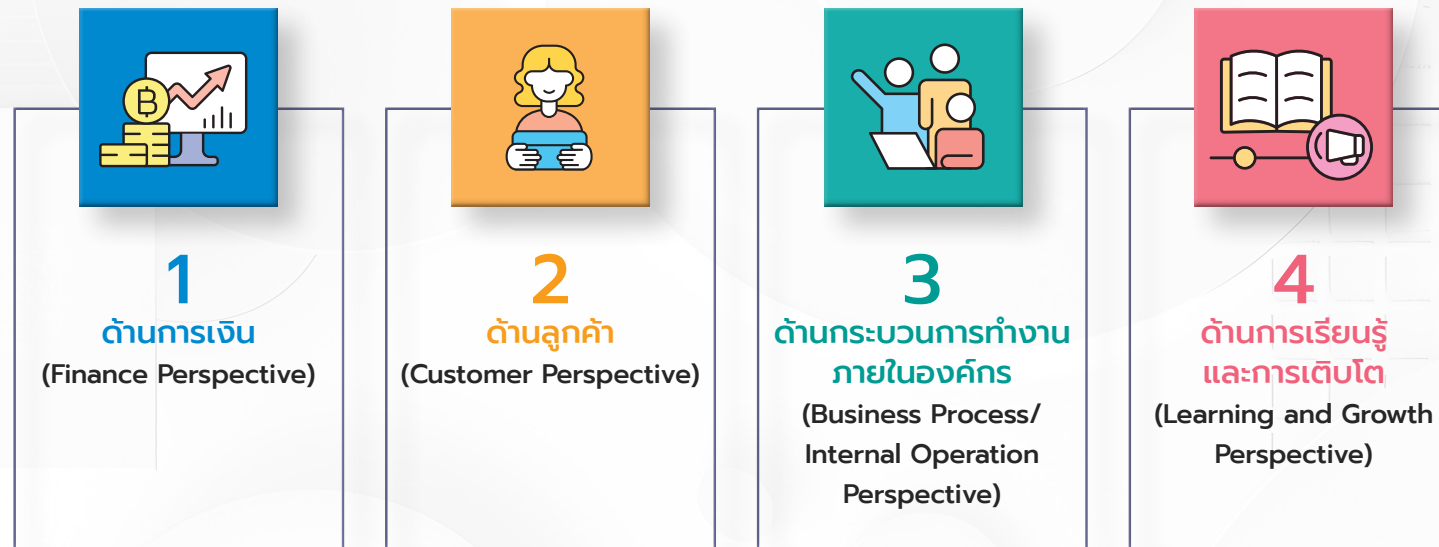 1
ด้านการเงิน
(Finance Perspective)
2
ด้านลูกค้า
(Customer Perspective)
3
ด้านกระบวนการทำงาน
ภายในองค์กร
(Business Process/
Internal Operation
Perspective)
4
ด้านการเรียนรู้
และการเติบโต
(Learning and Growth
Perspective)